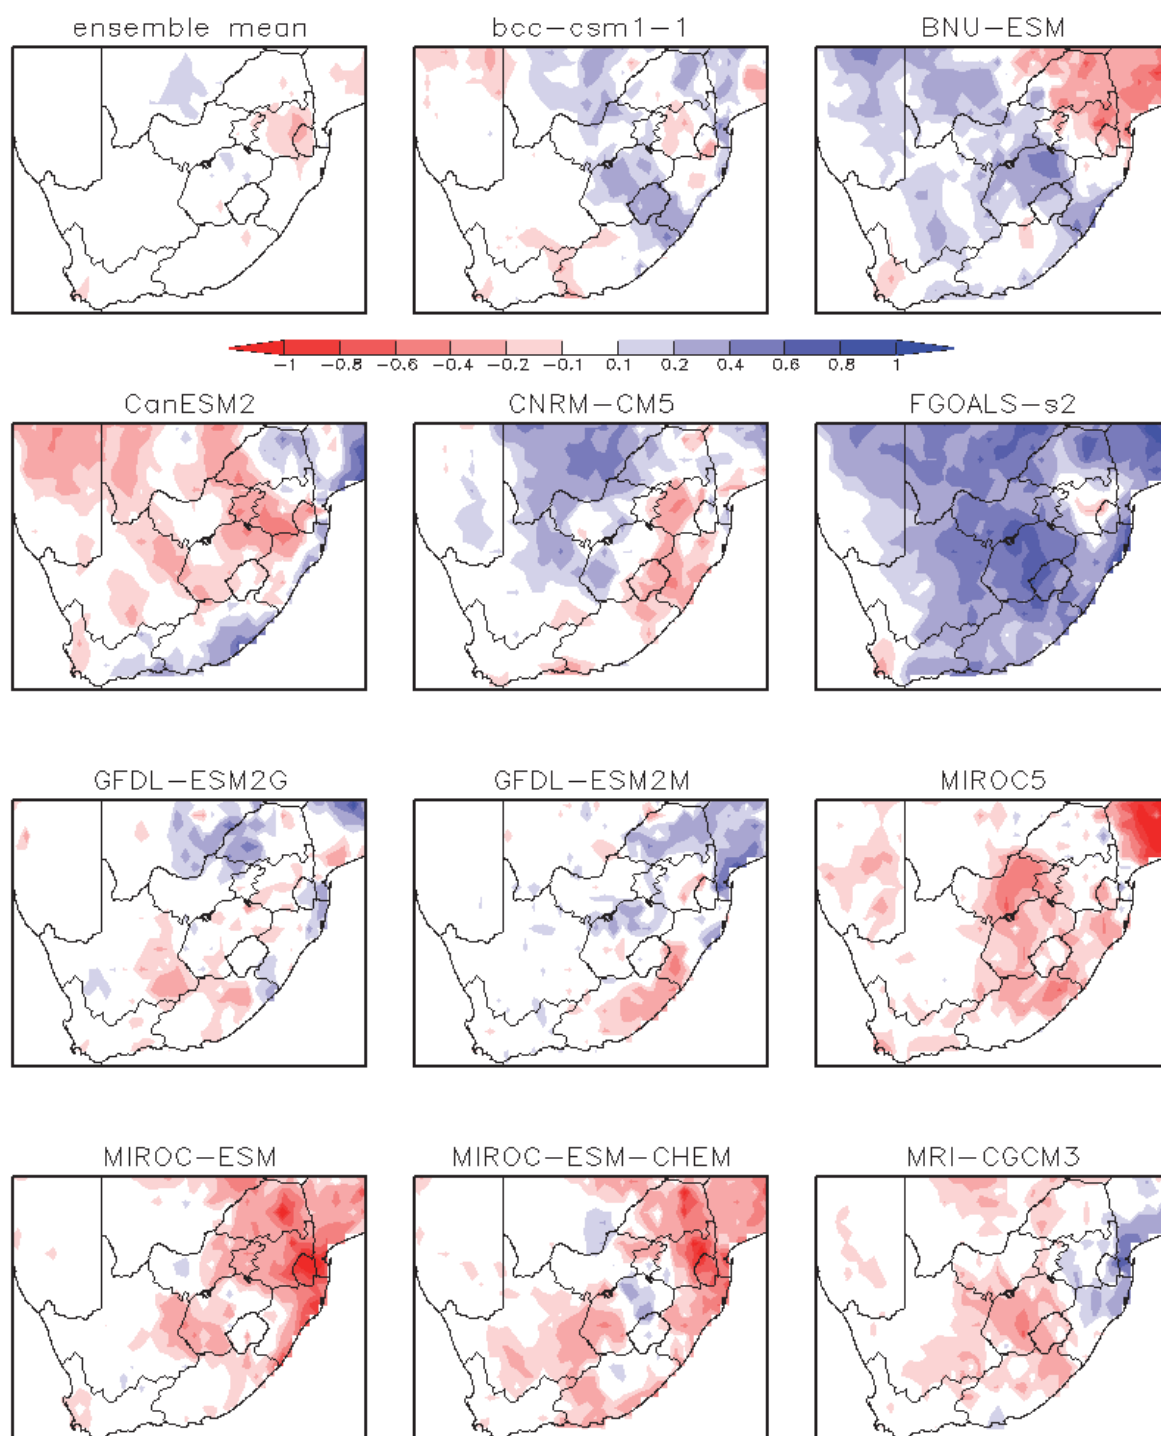 ensemble mean bcc-csm1-1 BNU-ESM
-1 -0.8 -0.6 -0.4 -0.2 -0.1 0.1 0.2 0.4 0.6 0.8 1
CanESM2 CNRM-CM5 FGOALS-s2
GFDL-ESM2G GFDL-ESM2M MIROC5
MIROC-ESM MIROC-ESM-CHEM MRI-CGCM3